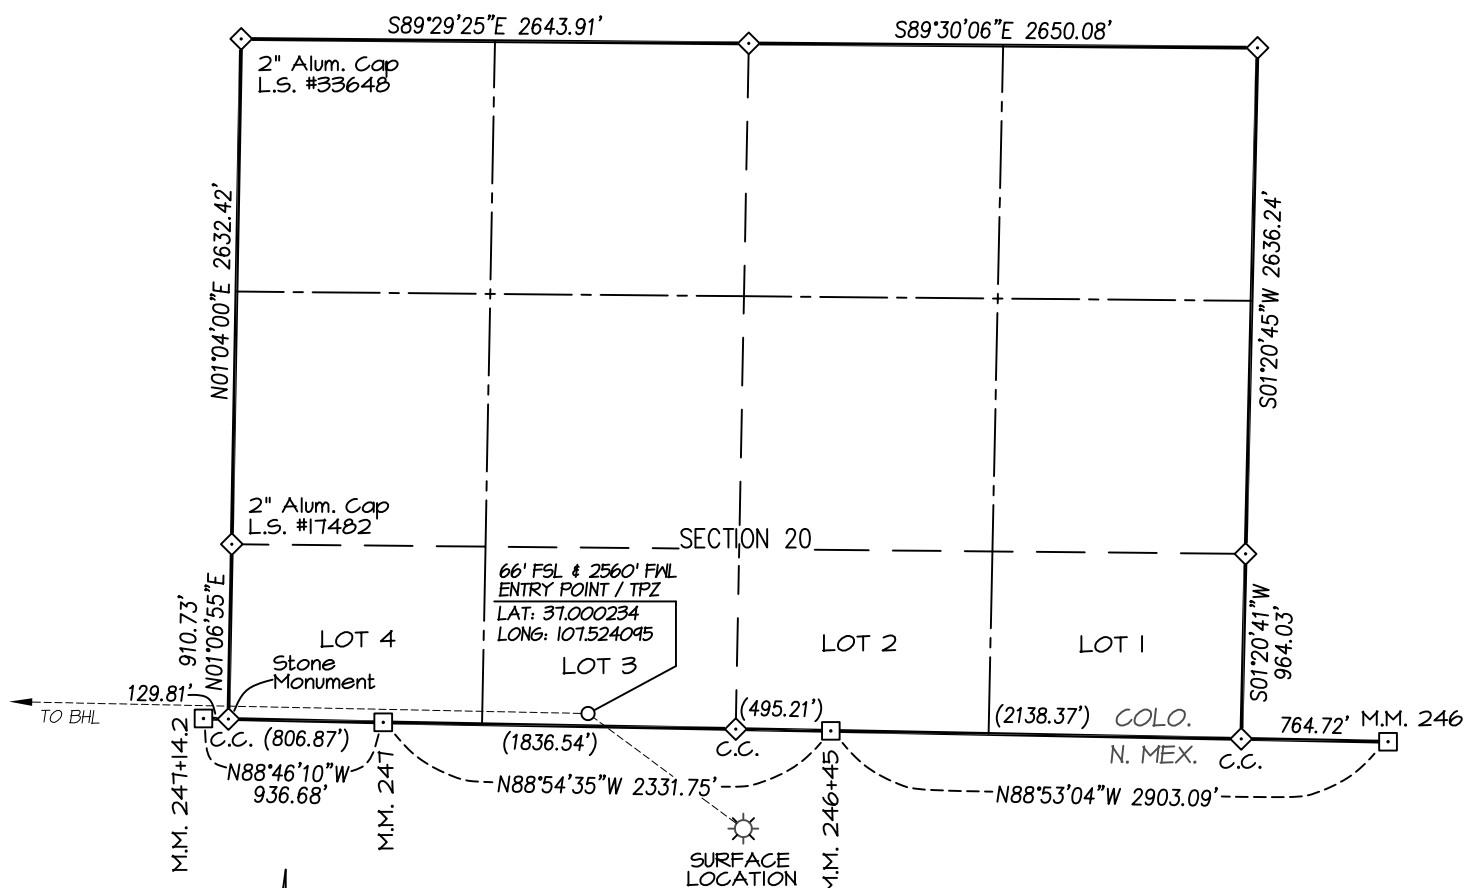 S89°29'25"E 2643.91'
S89°30'06"E 2650.08'
2" Alum. Cap
L.S. #33648
N01°04'00"E 2632.42'
S01°20'45"W 2636.24'
2" Alum. Cap
L.S. #17482
SECTION 20
66' FSL & 2560' FWL
ENTRY POINT / TPZ
LAT: 37.000234
LONG: 107.524095
910.73'
N01°06'55"E
S01°20'41"W
964.03'
LOT 4
LOT 3
LOT 2
LOT 1
Stone
Monument
129.81'
TO BHL
C.C.
(806.87')
(1836.54')
(495.21')
C.C.
(2138.37')
COLO.
N. MEX.
C.C.
764.72'
M.M. 246
M.M. 247+14.2
N88°46'10"W
936.68'
M.M. 247
N88°54'35"W 2331.75'
M.M. 246+45
N88°53'04"W 2903.09'
SURFACE
LOCATION